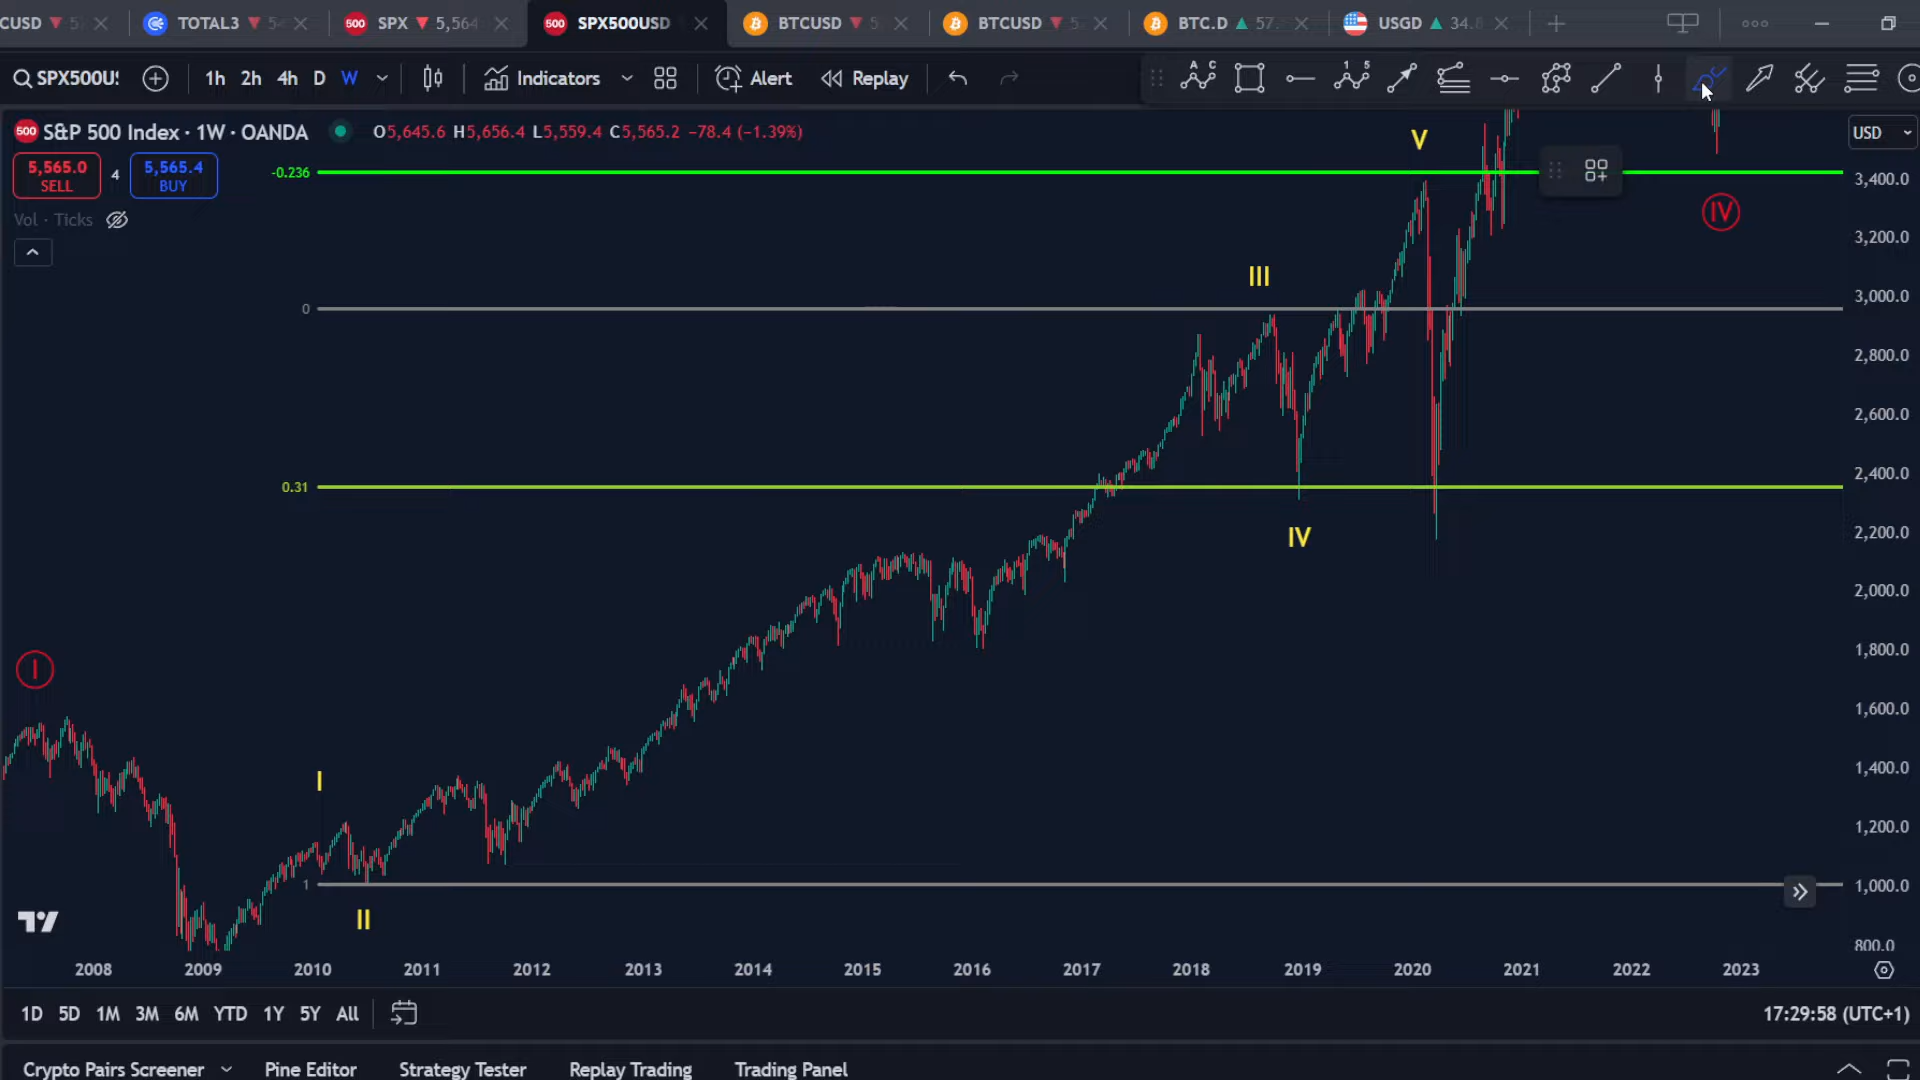 CUSD
TOTAL3
500 SPX 5,564
500 SPX500USD
BTCUSD
BTCUSD
BTC.D 57.
USGD 34.8
SPX500U
1h 2h 4h D W
Indicators
Alert
Replay
A C
1 5
500 S&P 500 Index · 1W · OANDA O5,645.6 H5,656.4 L5,559.4 C5,565.2 −78.4 (−1.39%)
USD
5,565.0
SELL
4
5,565.4
BUY
Vol · Ticks
-0.236
0
0.31
1
I
I
II
III
IV
V
IV
3,400.0
3,200.0
3,000.0
2,800.0
2,600.0
2,400.0
2,200.0
2,000.0
1,800.0
1,600.0
1,400.0
1,200.0
1,000.0
800.0
2008 2009 2010 2011 2012 2013 2014 2015 2016 2017 2018 2019 2020 2021 2022 2023
1D 5D 1M 3M 6M YTD 1Y 5Y All
17:29:58 (UTC+1)
Crypto Pairs Screener Pine Editor Strategy Tester Replay Trading Trading Panel